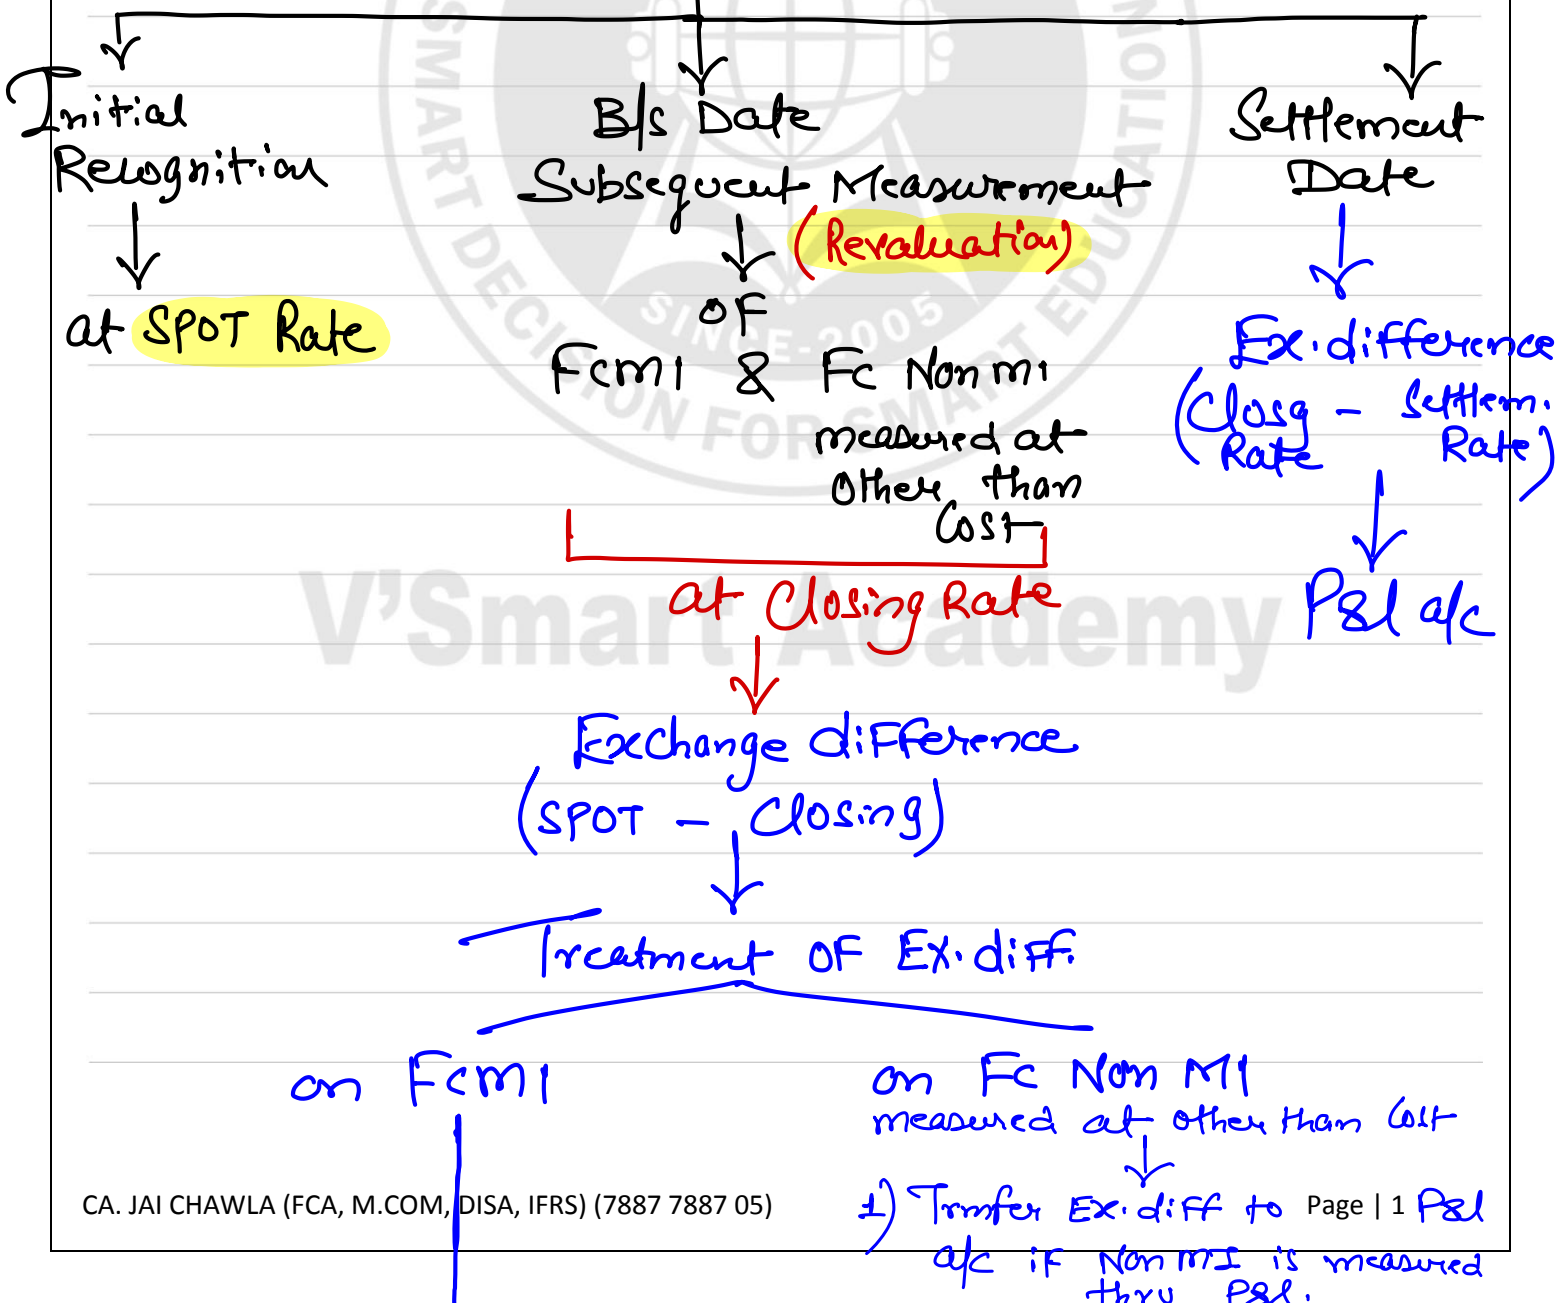 Initial
Recognition
at SPOT Rate
B/s Date
Subsequent Measurement
(Revaluation)
OF
FCMI & FC Non MI
measured at
other than
Cost
at Closing Rate
Exchange difference
(SPOT - Closing)
Treatment OF Ex. diff.
Settlement
Date
Ex. difference
(Closg - Settlem.
Rate Rate)
P&l a/c
on FCMI
on FC Non MI
measured at other than Cost
1) Trnsfer Ex. diff to P&l
a/c if Non MI is measured
thru P&l.
SMART DECISION FOR SMART EDUCATION
SINCE 2005
V'Smart Academy
CA. JAI CHAWLA (FCA, M.COM, DISA, IFRS) (7887 7887 05)
Page | 1